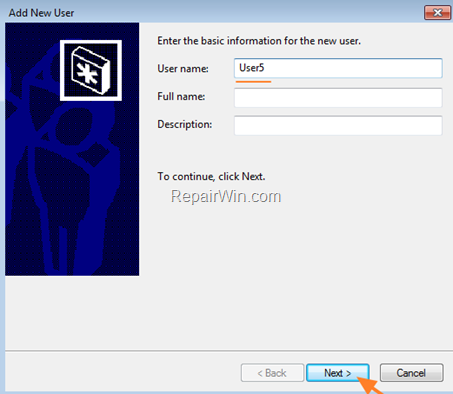 Add New User
Enter the basic information for the new user.
User name: User5
Full name:
Description:
To continue, click Next.
RepairWin.com
< Back Next > Cancel